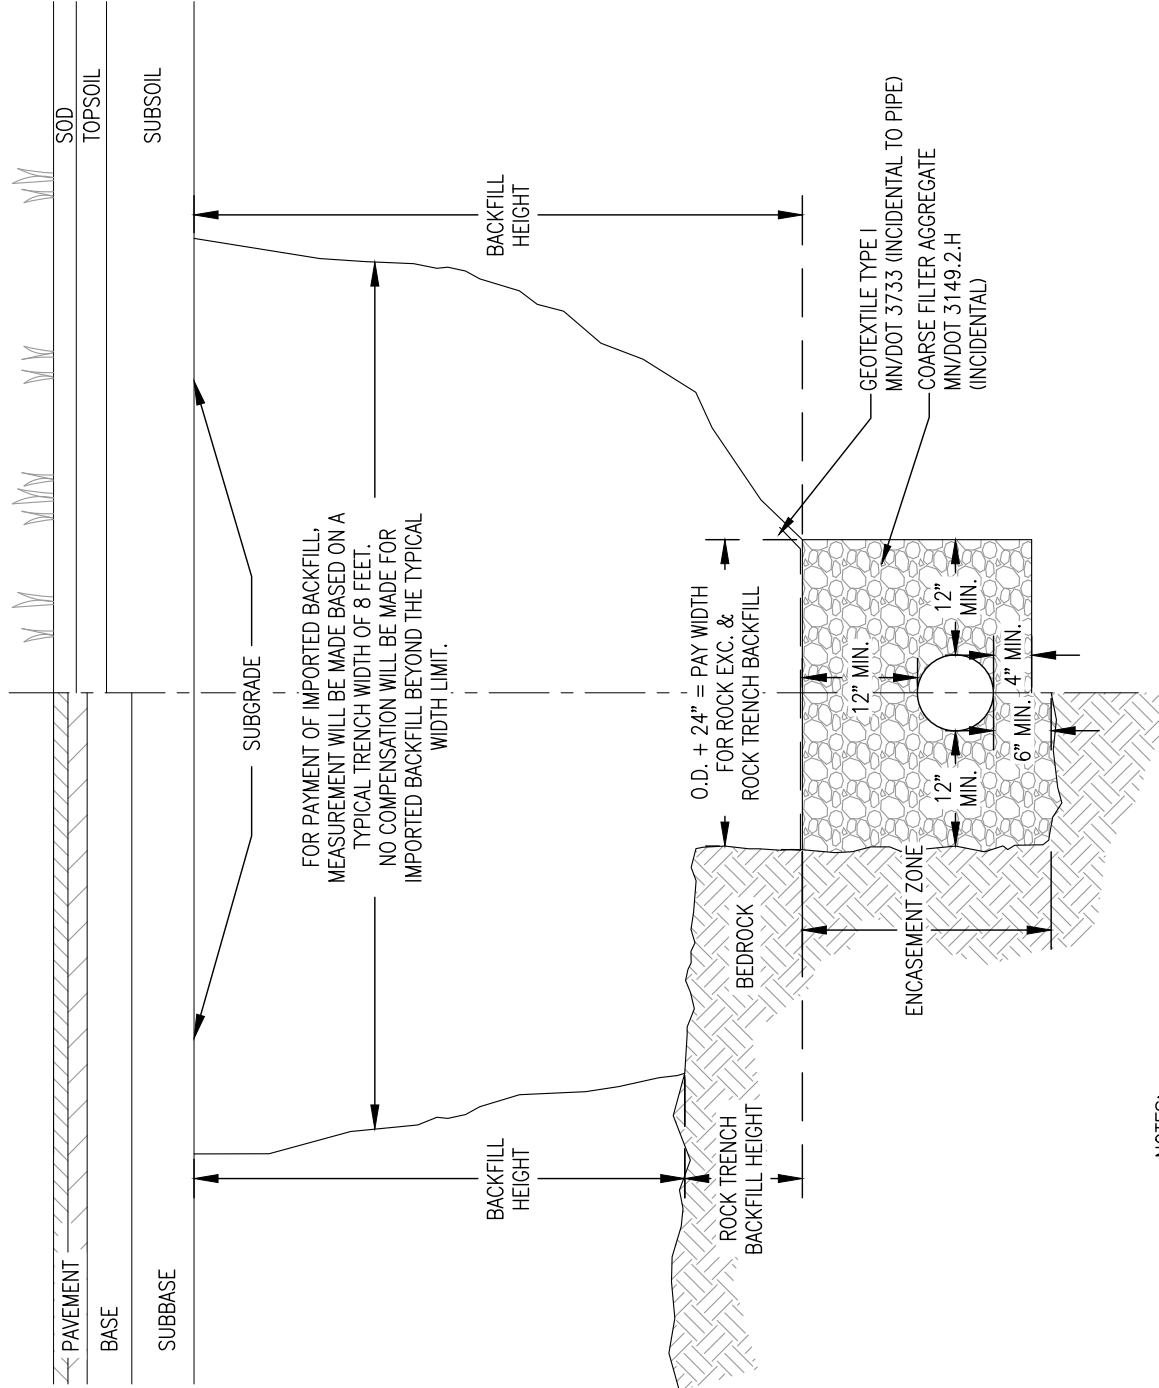 PAVEMENT
BASE
SUBBASE
SOD
TOPSOIL
SUBSOIL
SUBGRADE
BACKFILL
HEIGHT
BACKFILL
HEIGHT
FOR PAYMENT OF IMPORTED BACKFILL,
MEASUREMENT WILL BE MADE BASED ON A
TYPICAL TRENCH WIDTH OF 8 FEET.
NO COMPENSATION WILL BE MADE FOR
IMPORTED BACKFILL BEYOND THE TYPICAL
WIDTH LIMIT.
O.D. + 24" = PAY WIDTH
FOR ROCK EXC. &
ROCK TRENCH BACKFILL
ROCK TRENCH
BACKFILL HEIGHT
BEDROCK
GEOTEXTILE TYPE I
MN/DOT 3733 (INCIDENTAL TO PIPE)
COARSE FILTER AGGREGATE
MN/DOT 3149.2.H
(INCIDENTAL)
12" MIN.
ENCASEMENT ZONE
12"
MIN.
12"
MIN.
6" MIN.
4" MIN.
NOTES: